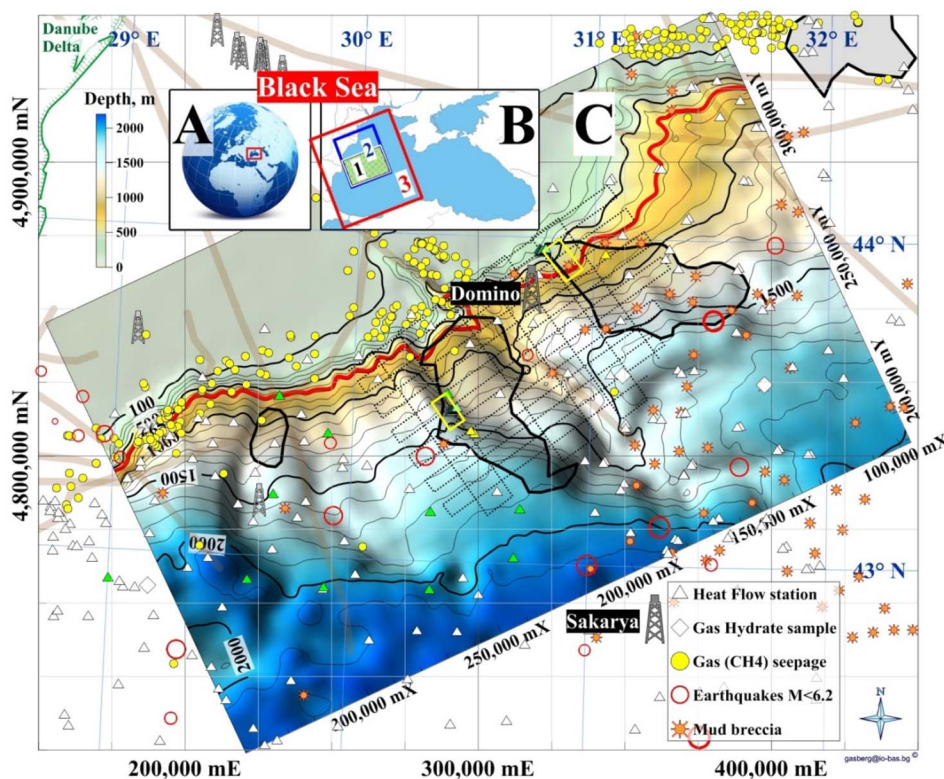 Danube
Delta
29° E
30° E
31° E
32° E
Black Sea
Depth, m
2000
1500
1000
500
0
A
B
C
1
2
3
4,900,000 mN
4,800,000 mN
300,000 mY
250,000 mY
200,000 mY
44° N
43° N
1500
Domino
100
500
1500
2000
2000
100,000 mX
150,000 mX
200,000 mX
250,000 mX
200,000 mX
Sakarya
Heat Flow station
Gas Hydrate sample
Gas (CH4) seepage
Earthquakes M<6.2
Mud breccia
N
200,000 mE
300,000 mE
400,000 mE
gasberg@io-bas.bg